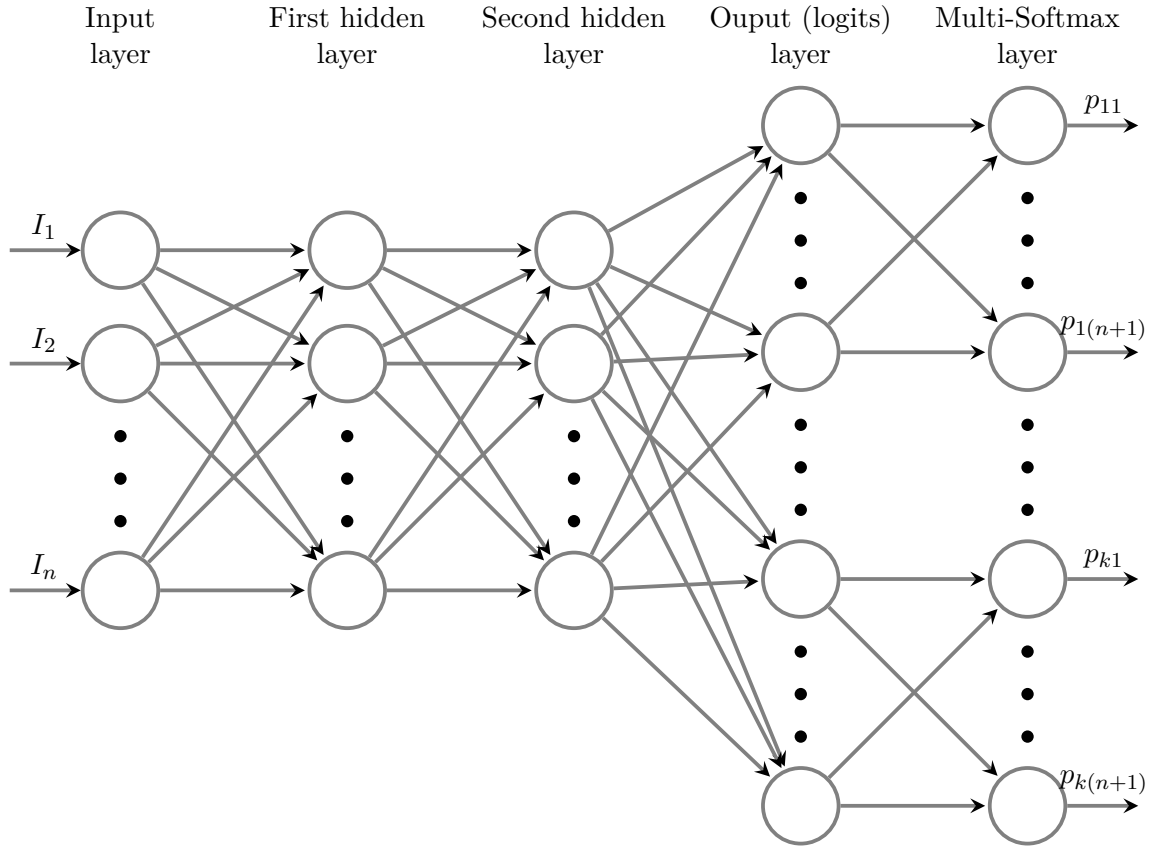 Input
layer
First hidden
layer
Second hidden
layer
Ouput (logits)
layer
Multi-Softmax
layer
I₁
I₂
Iₙ
p₁₁
p₁₍ₙ₊₁₎
pₖ₁
pₖ₍ₙ₊₁₎